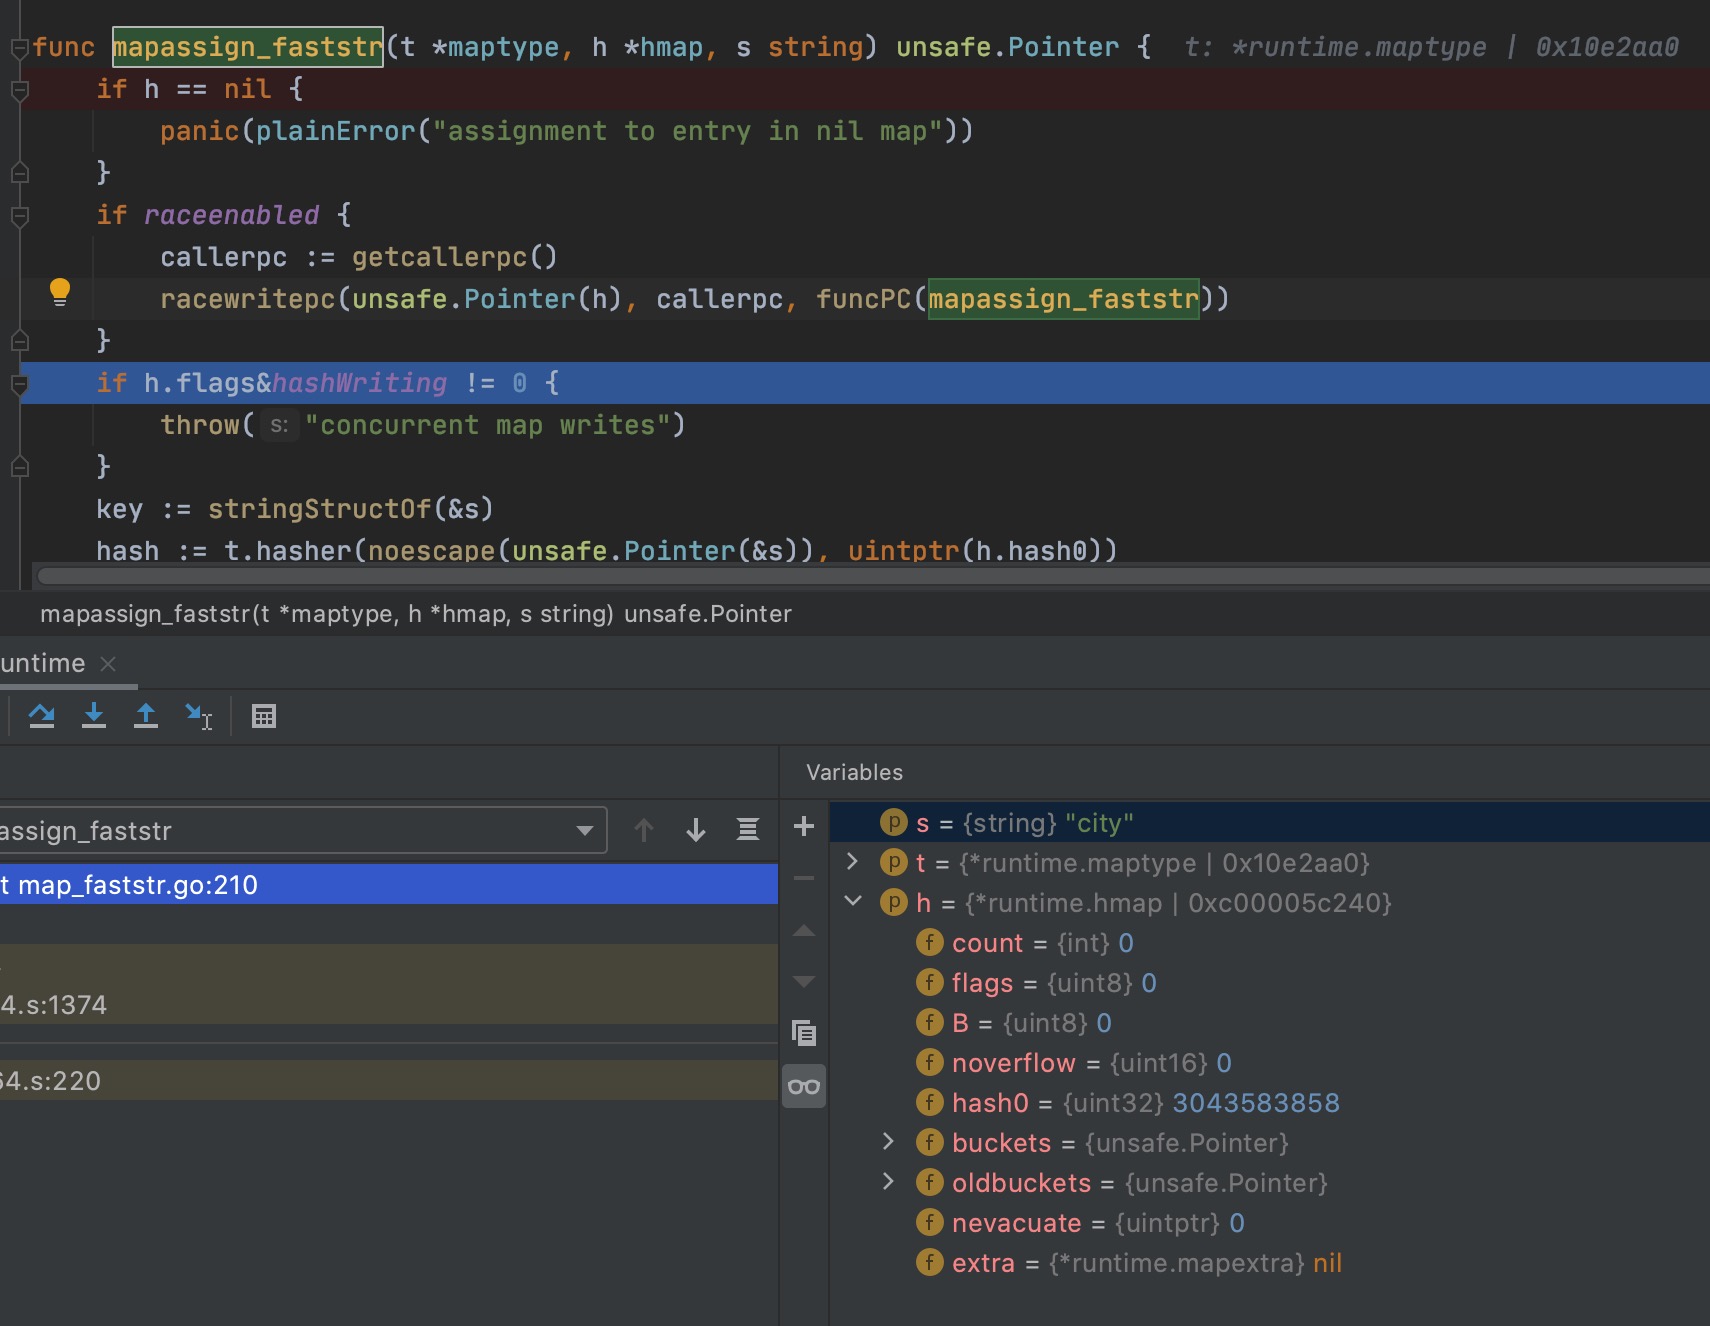 func mapassign_faststr(t *maptype, h *hmap, s string) unsafe.Pointer {  t: *runtime.maptype | 0x10e2aa0
if h == nil {
panic(plainError("assignment to entry in nil map"))
}
if raceenabled {
callerpc := getcallerpc()
racewritepc(unsafe.Pointer(h), callerpc, funcPC(mapassign_faststr))
}
if h.flags&hashWriting != 0 {
throw( s: "concurrent map writes")
}
key := stringStructOf(&s)
hash := t.hasher(noescape(unsafe.Pointer(&s)), uintptr(h.hash0))
mapassign_faststr(t *maptype, h *hmap, s string) unsafe.Pointer
untime
Variables
assign_faststr
t map_faststr.go:210
4.s:1374
64.s:220
p s = {string} "city"
p t = {*runtime.maptype | 0x10e2aa0}
p h = {*runtime.hmap | 0xc00005c240}
f count = {int} 0
f flags = {uint8} 0
f B = {uint8} 0
f noverflow = {uint16} 0
f hash0 = {uint32} 3043583858
f buckets = {unsafe.Pointer}
f oldbuckets = {unsafe.Pointer}
f nevacuate = {uintptr} 0
f extra = {*runtime.mapextra} nil